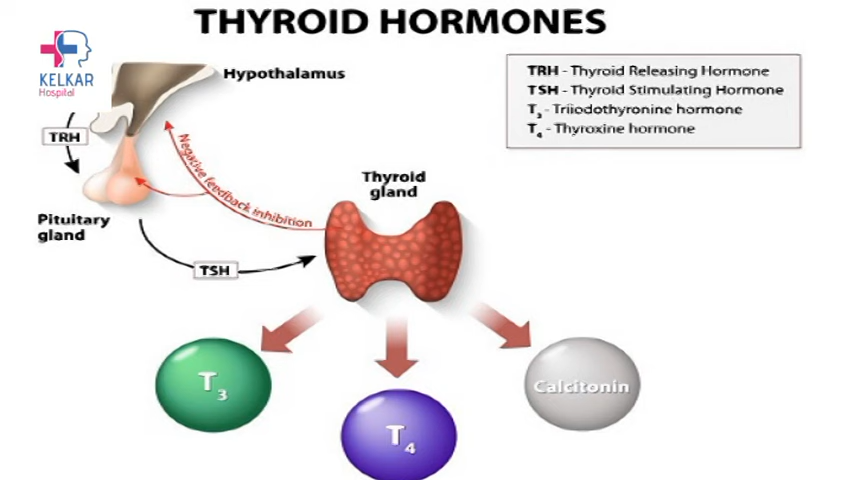 THYROID HORMONES
KELKAR
Hospital
Hypothalamus
TRH - Thyroid Releasing Hormone
TSH - Thyroid Stimulating Hormone
T3 - Triiodothyronine hormone
T4 - Thyroxine hormone
TRH
Negative feedback inhibition
Thyroid
gland
Pituitary
gland
TSH
T3
T4
Calcitonin